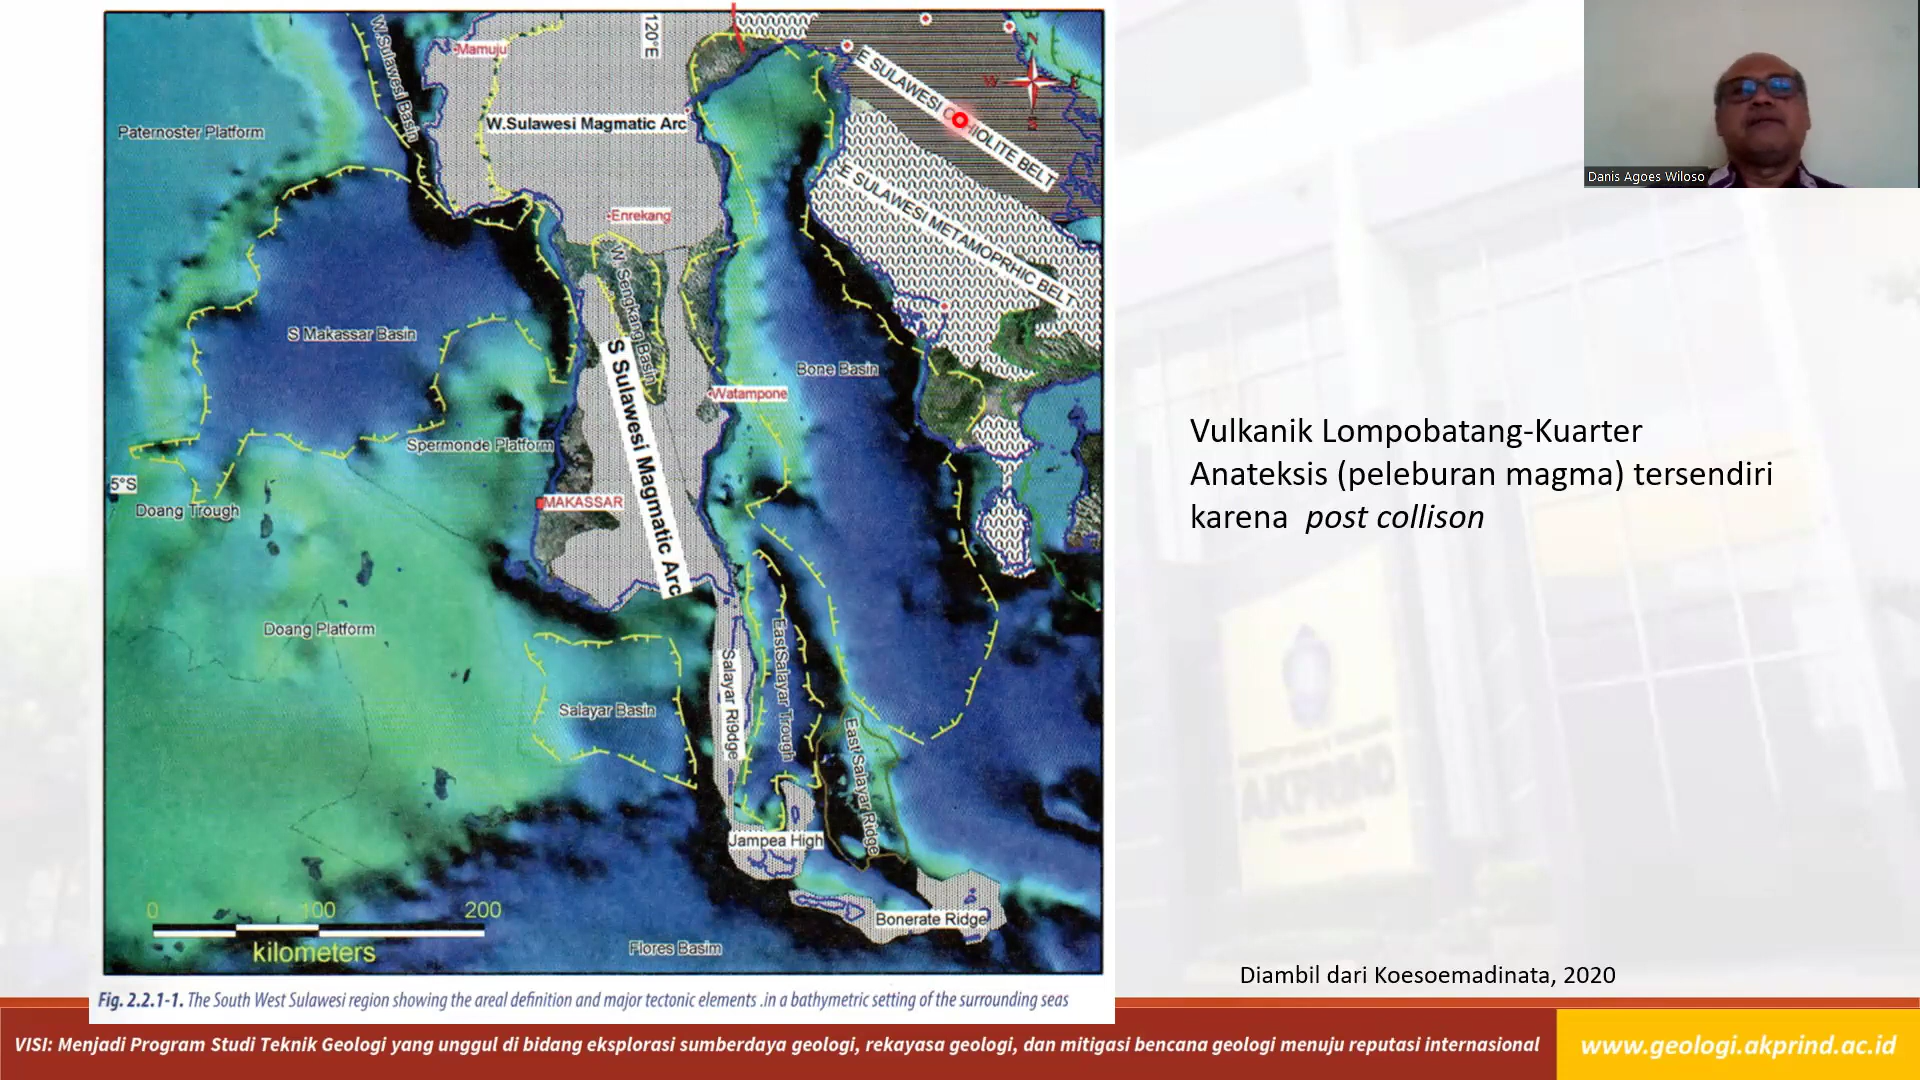 120°E
W.Sulawesi Basin
Mamuju
N
W
E SULAWESI OPHIOLITE BELT
Paternoster Platform
W.Sulawesi Magmatic Arc
E SULAWESI METAMOPRHIC BELT
Enrekang
W. Sengkang Basin
S Makassar Basin
S Sulawesi Magmatic Arc
Bone Basin
Watampone
Spermonde Platform
5°S
Doang Trough
MAKASSAR
Doang Platform
Salayar Ri9dge
EastSalayar Trough
Salayar Basin
East Salayar Ridge
Jampea High
Bonerate Ridge
0 100 200
kilometers
Flores Basim
Fig. 2.2.1-1. The South West Sulawesi region showing the areal definition and major tectonic elements .in a bathymetric setting of the surrounding seas
Danis Agoes Wiloso
Vulkanik Lompobatang-Kuarter
Anateksis (peleburan magma) tersendiri
karena post collison
AKPRIND
Diambil dari Koesoemadinata, 2020
VISI: Menjadi Program Studi Teknik Geologi yang unggul di bidang eksplorasi sumberdaya geologi, rekayasa geologi, dan mitigasi bencana geologi menuju reputasi internasional
www.geologi.akprind.ac.id